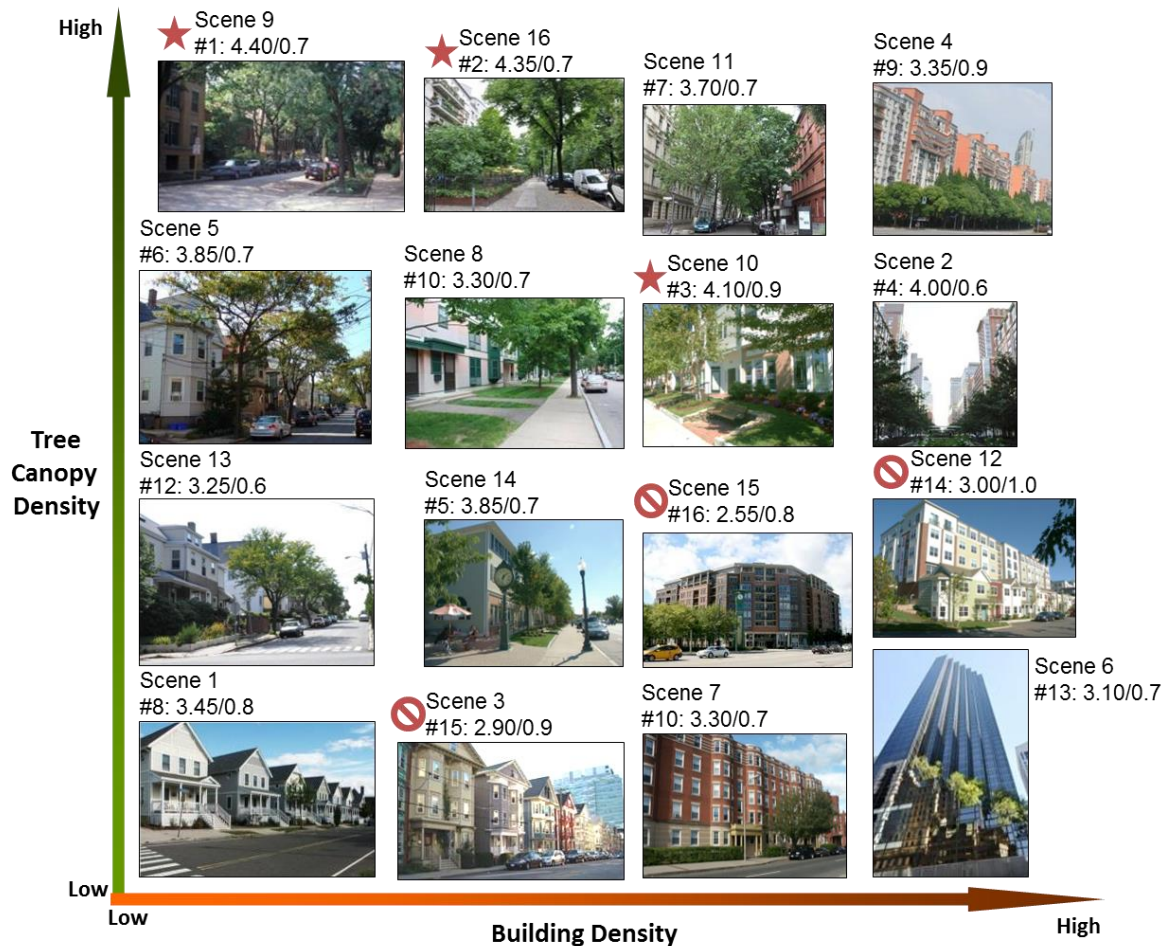 High
Scene 9
#1: 4.40/0.7
Scene 16
#2: 4.35/0.7
Scene 11
#7: 3.70/0.7
Scene 4
#9: 3.35/0.9
Scene 5
#6: 3.85/0.7
Scene 8
#10: 3.30/0.7
Scene 10
#3: 4.10/0.9
Scene 2
#4: 4.00/0.6
Tree
Canopy
Density
Scene 13
#12: 3.25/0.6
Scene 14
#5: 3.85/0.7
Scene 15
#16: 2.55/0.8
Scene 12
#14: 3.00/1.0
Scene 1
#8: 3.45/0.8
Scene 3
#15: 2.90/0.9
Scene 7
#10: 3.30/0.7
Scene 6
#13: 3.10/0.7
Low
Low
Building Density
High